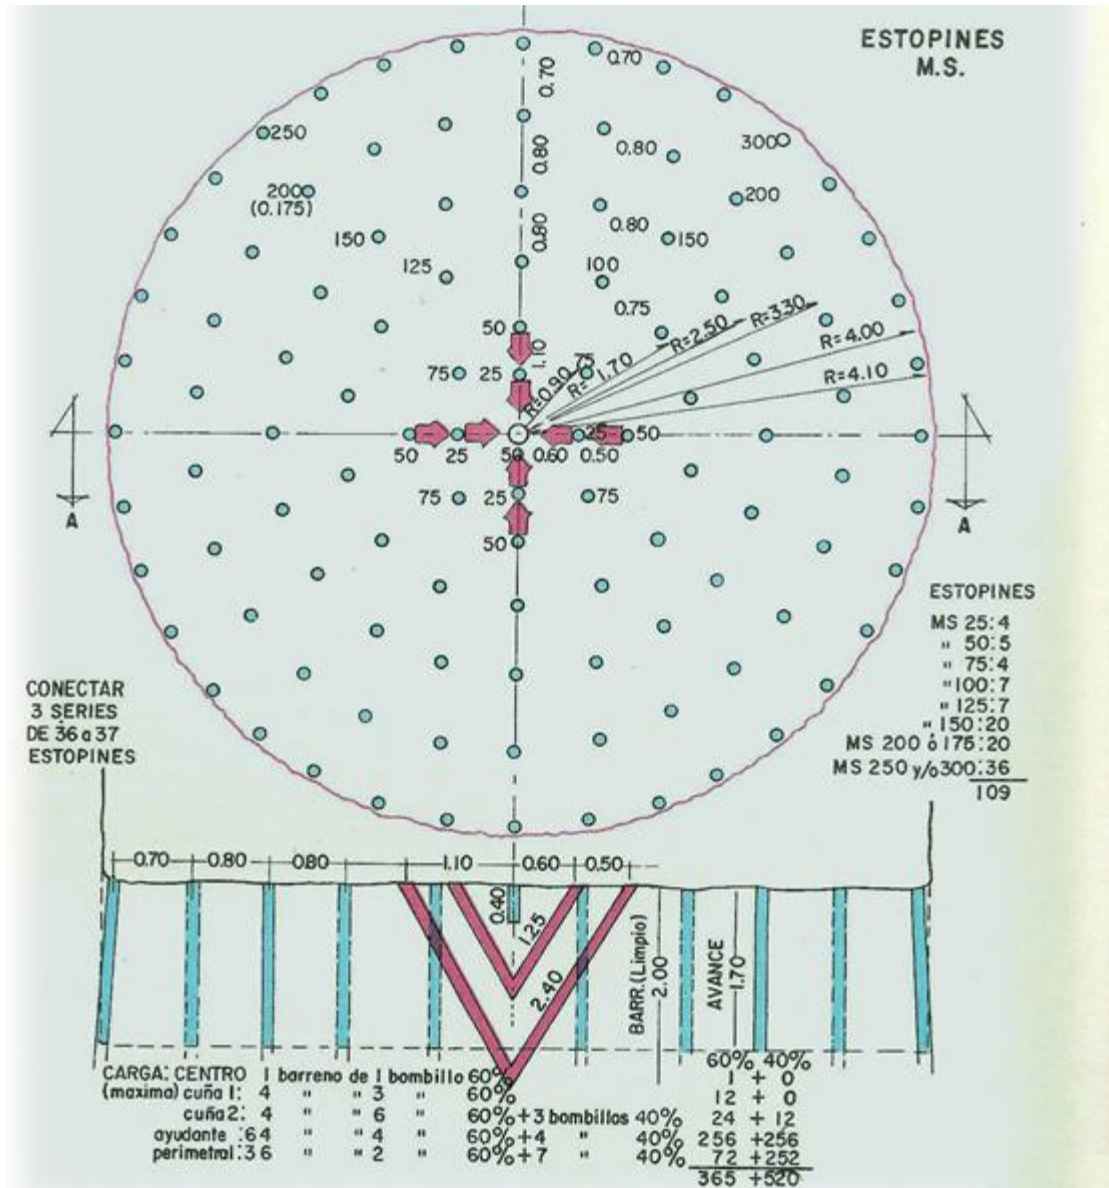 ESTOPINES
M.S.
0.70
0.70
250
0.80
0.80
300
200
(0.175)
200
150
0.80
0.80
150
125
100
0.75
50
1.10
R=2.50
R=3.30
R=4.00
75
25
75
R=0.90
R=1.70
R=4.10
25
50
50
25
50
0.60
0.50
75
25
75
A
A
50
ESTOPINES
MS 25:4
" 50:5
" 75:4
"100:7
"125:7
"150:20
MS 200 ó 175:20
MS 250 y/o 300:36
109
CONECTAR
3 SERIES
DE 36 a 37
ESTOPINES
0.70
0.80
0.80
1.10
0.60
0.50
0.40
1.25
2.40
BARR.(Limpio)
2.00
AVANCE
1.70
60% 40%
CARGA: CENTRO 1 barreno de 1 bombillo 60% 1 + 0
(maxima) cuña 1: 4 " " 3 " 60% 12 + 0
cuña 2: 4 " " 6 " 60%+3 bombillos 40% 24 + 12
ayudante :64 " " 4 " 60%+4 " 40% 256 +256
perimetral:36 " " 2 " 60%+7 " 40% 72 +252
365 +520